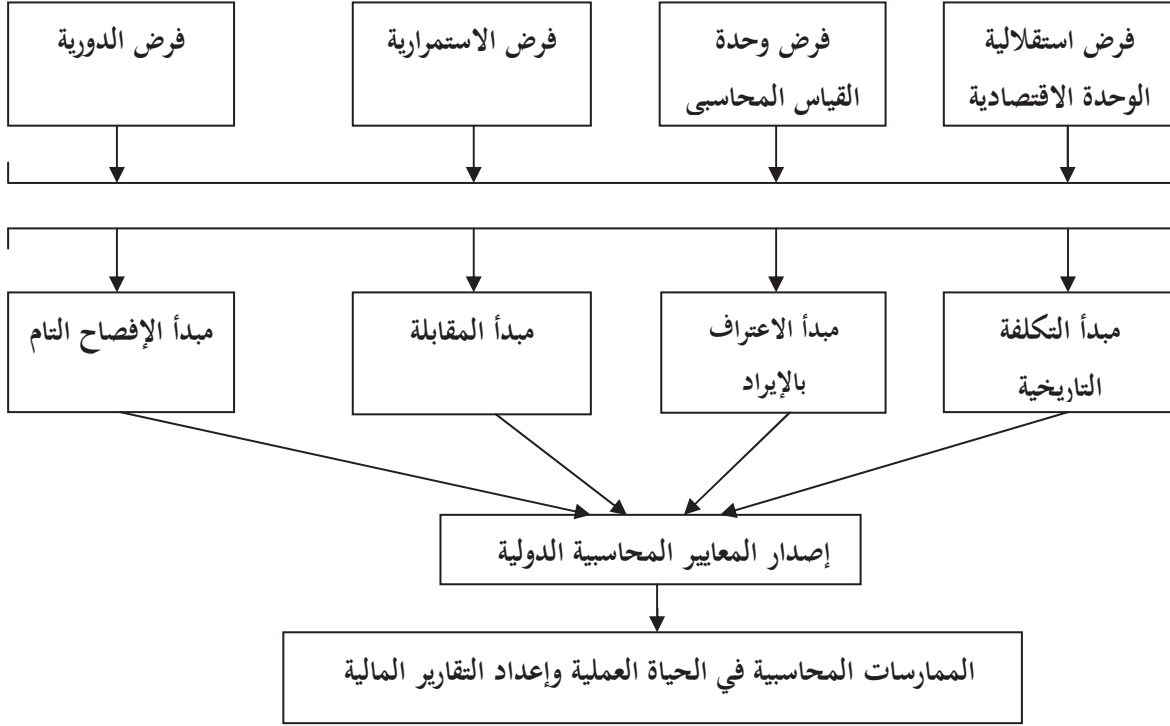 فرض استقلالية
الوحدة الاقتصادية
فرض وحدة
القياس المحاسبى
فرض الاستمرارية
فرض الدورية
مبدأ التكلفة
التاريخية
مبدأ الاعتراف
بالإيراد
مبدأ المقابلة
مبدأ الإفصاح التام
إصدار المعايير المحاسبية الدولية
الممارسات المحاسبية في الحياة العملية وإعداد التقارير المالية